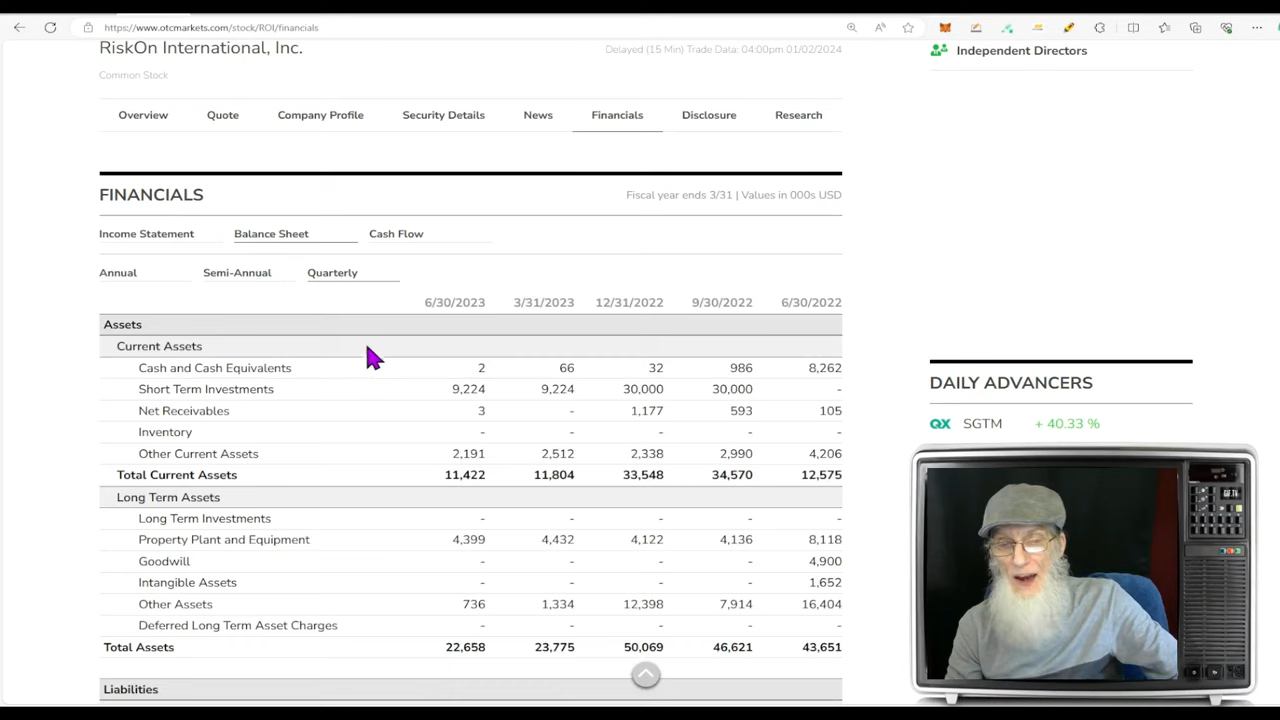 https://www.otcmarkets.com/stock/ROI/financials
RiskOn International, Inc.
Delayed (15 Min) Trade Data: 04:00pm 01/02/2024
Common Stock
Independent Directors
Overview Quote Company Profile Security Details News Financials Disclosure Research
FINANCIALS
Fiscal year ends 3/31 | Values in 000s USD
Income Statement Balance Sheet Cash Flow
Annual Semi-Annual Quarterly
6/30/2023 3/31/2023 12/31/2022 9/30/2022 6/30/2022
Assets
Current Assets
Cash and Cash Equivalents 2 66 32 986 8,262
Short Term Investments 9,224 9,224 30,000 30,000 -
Net Receivables 3 - 1,177 593 105
Inventory - - - - -
Other Current Assets 2,191 2,512 2,338 2,990 4,206
Total Current Assets 11,422 11,804 33,548 34,570 12,575
Long Term Assets
Long Term Investments - - - - -
Property Plant and Equipment 4,399 4,432 4,122 4,136 8,118
Goodwill - - - - 4,900
Intangible Assets - - - - 1,652
Other Assets 736 1,334 12,398 7,914 16,404
Deferred Long Term Asset Charges - - - -
Total Assets 22,658 23,775 50,069 46,621 43,651
Liabilities
DAILY ADVANCERS
QX SGTM + 40.33 %
GIF.TV